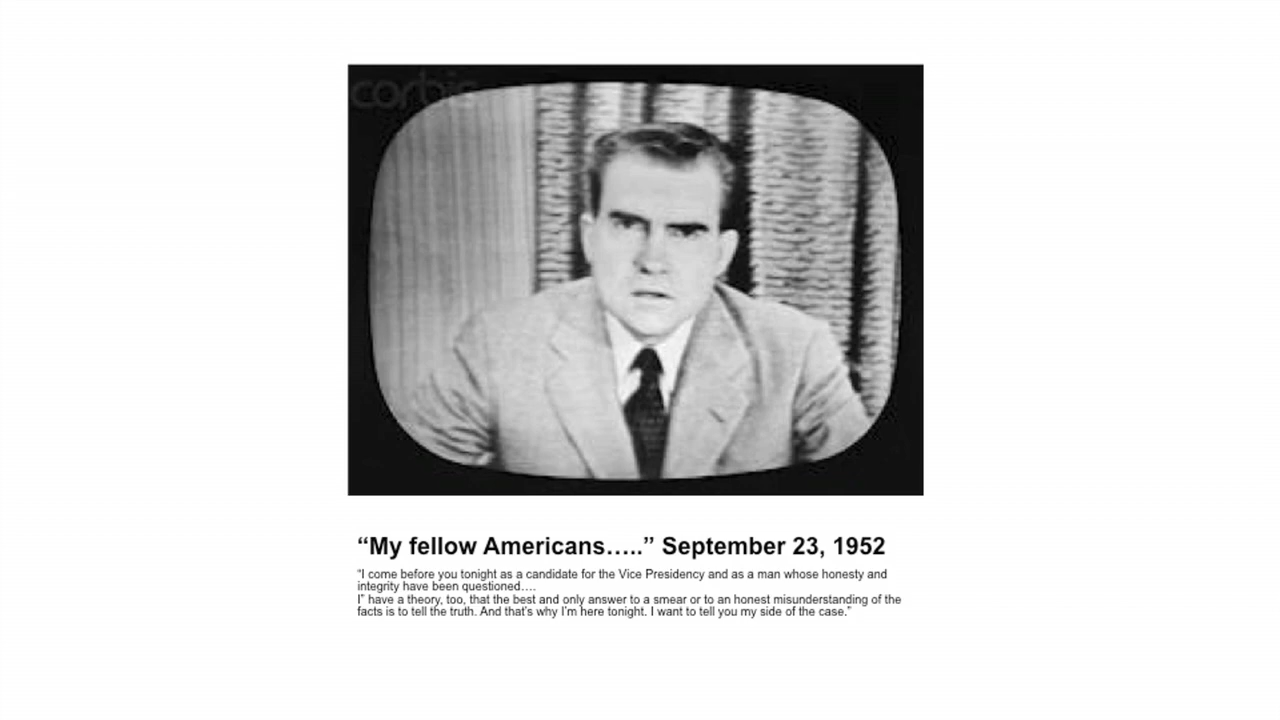 corbis
“My fellow Americans…..” September 23, 1952
“I come before you tonight as a candidate for the Vice Presidency and as a man whose honesty and
integrity have been questioned….
I” have a theory, too, that the best and only answer to a smear or to an honest misunderstanding of the
facts is to tell the truth. And that’s why I’m here tonight. I want to tell you my side of the case.”